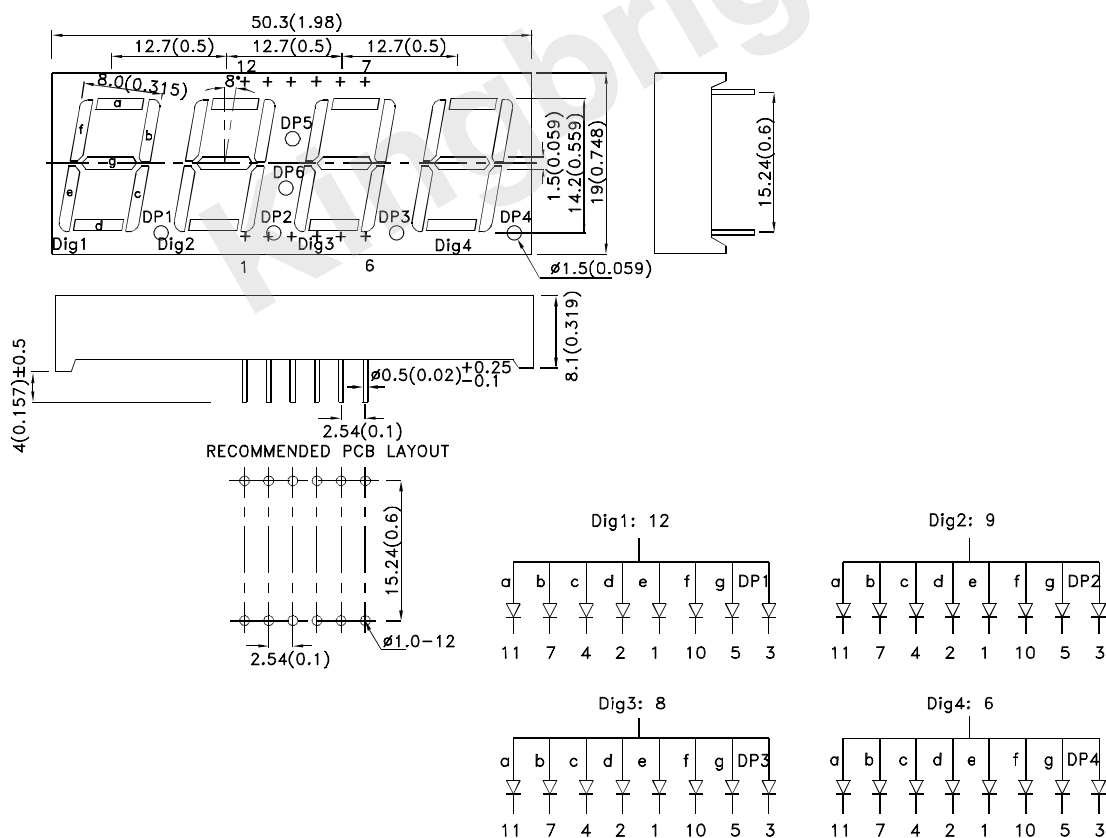 Kingbrig
50.3(1.98)
12.7(0.5) 12.7(0.5) 12.7(0.5)
12 7
8.0(0.315) 8°
a
f b
DP5
g
DP6
e c
d
DP1 DP2 DP3 DP4
Dig1 Dig2 Dig3 Dig4
1 6
1.5(0.059)
14.2(0.559)
19(0.748)
ø1.5(0.059)
15.24(0.6)
8.1(0.319)
4(0.157)±0.5
ø0.5(0.02)+0.25
-0.1
2.54(0.1)
RECOMMENDED PCB LAYOUT
15.24(0.6)
ø1.0-12
2.54(0.1)
Dig1: 12
a b c d e f g DP1
11 7 4 2 1 10 5 3
Dig2: 9
a b c d e f g DP2
11 7 4 2 1 10 5 3
Dig3: 8
a b c d e f g DP3
11 7 4 2 1 10 5 3
Dig4: 6
a b c d e f g DP4
11 7 4 2 1 10 5 3